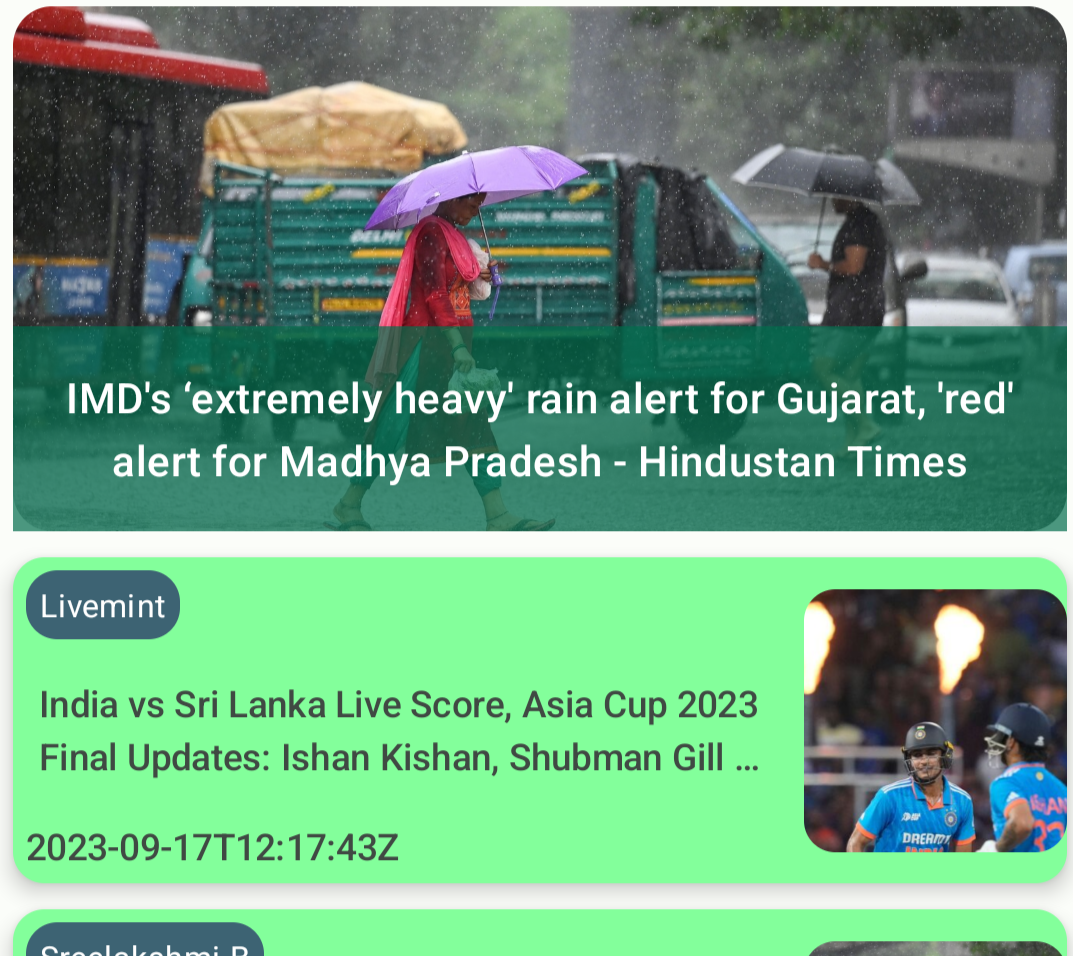 IMD's ‘extremely heavy' rain alert for Gujarat, 'red'
alert for Madhya Pradesh - Hindustan Times
Livemint
India vs Sri Lanka Live Score, Asia Cup 2023
Final Updates: Ishan Kishan, Shubman Gill ...
2023-09-17T12:17:43Z